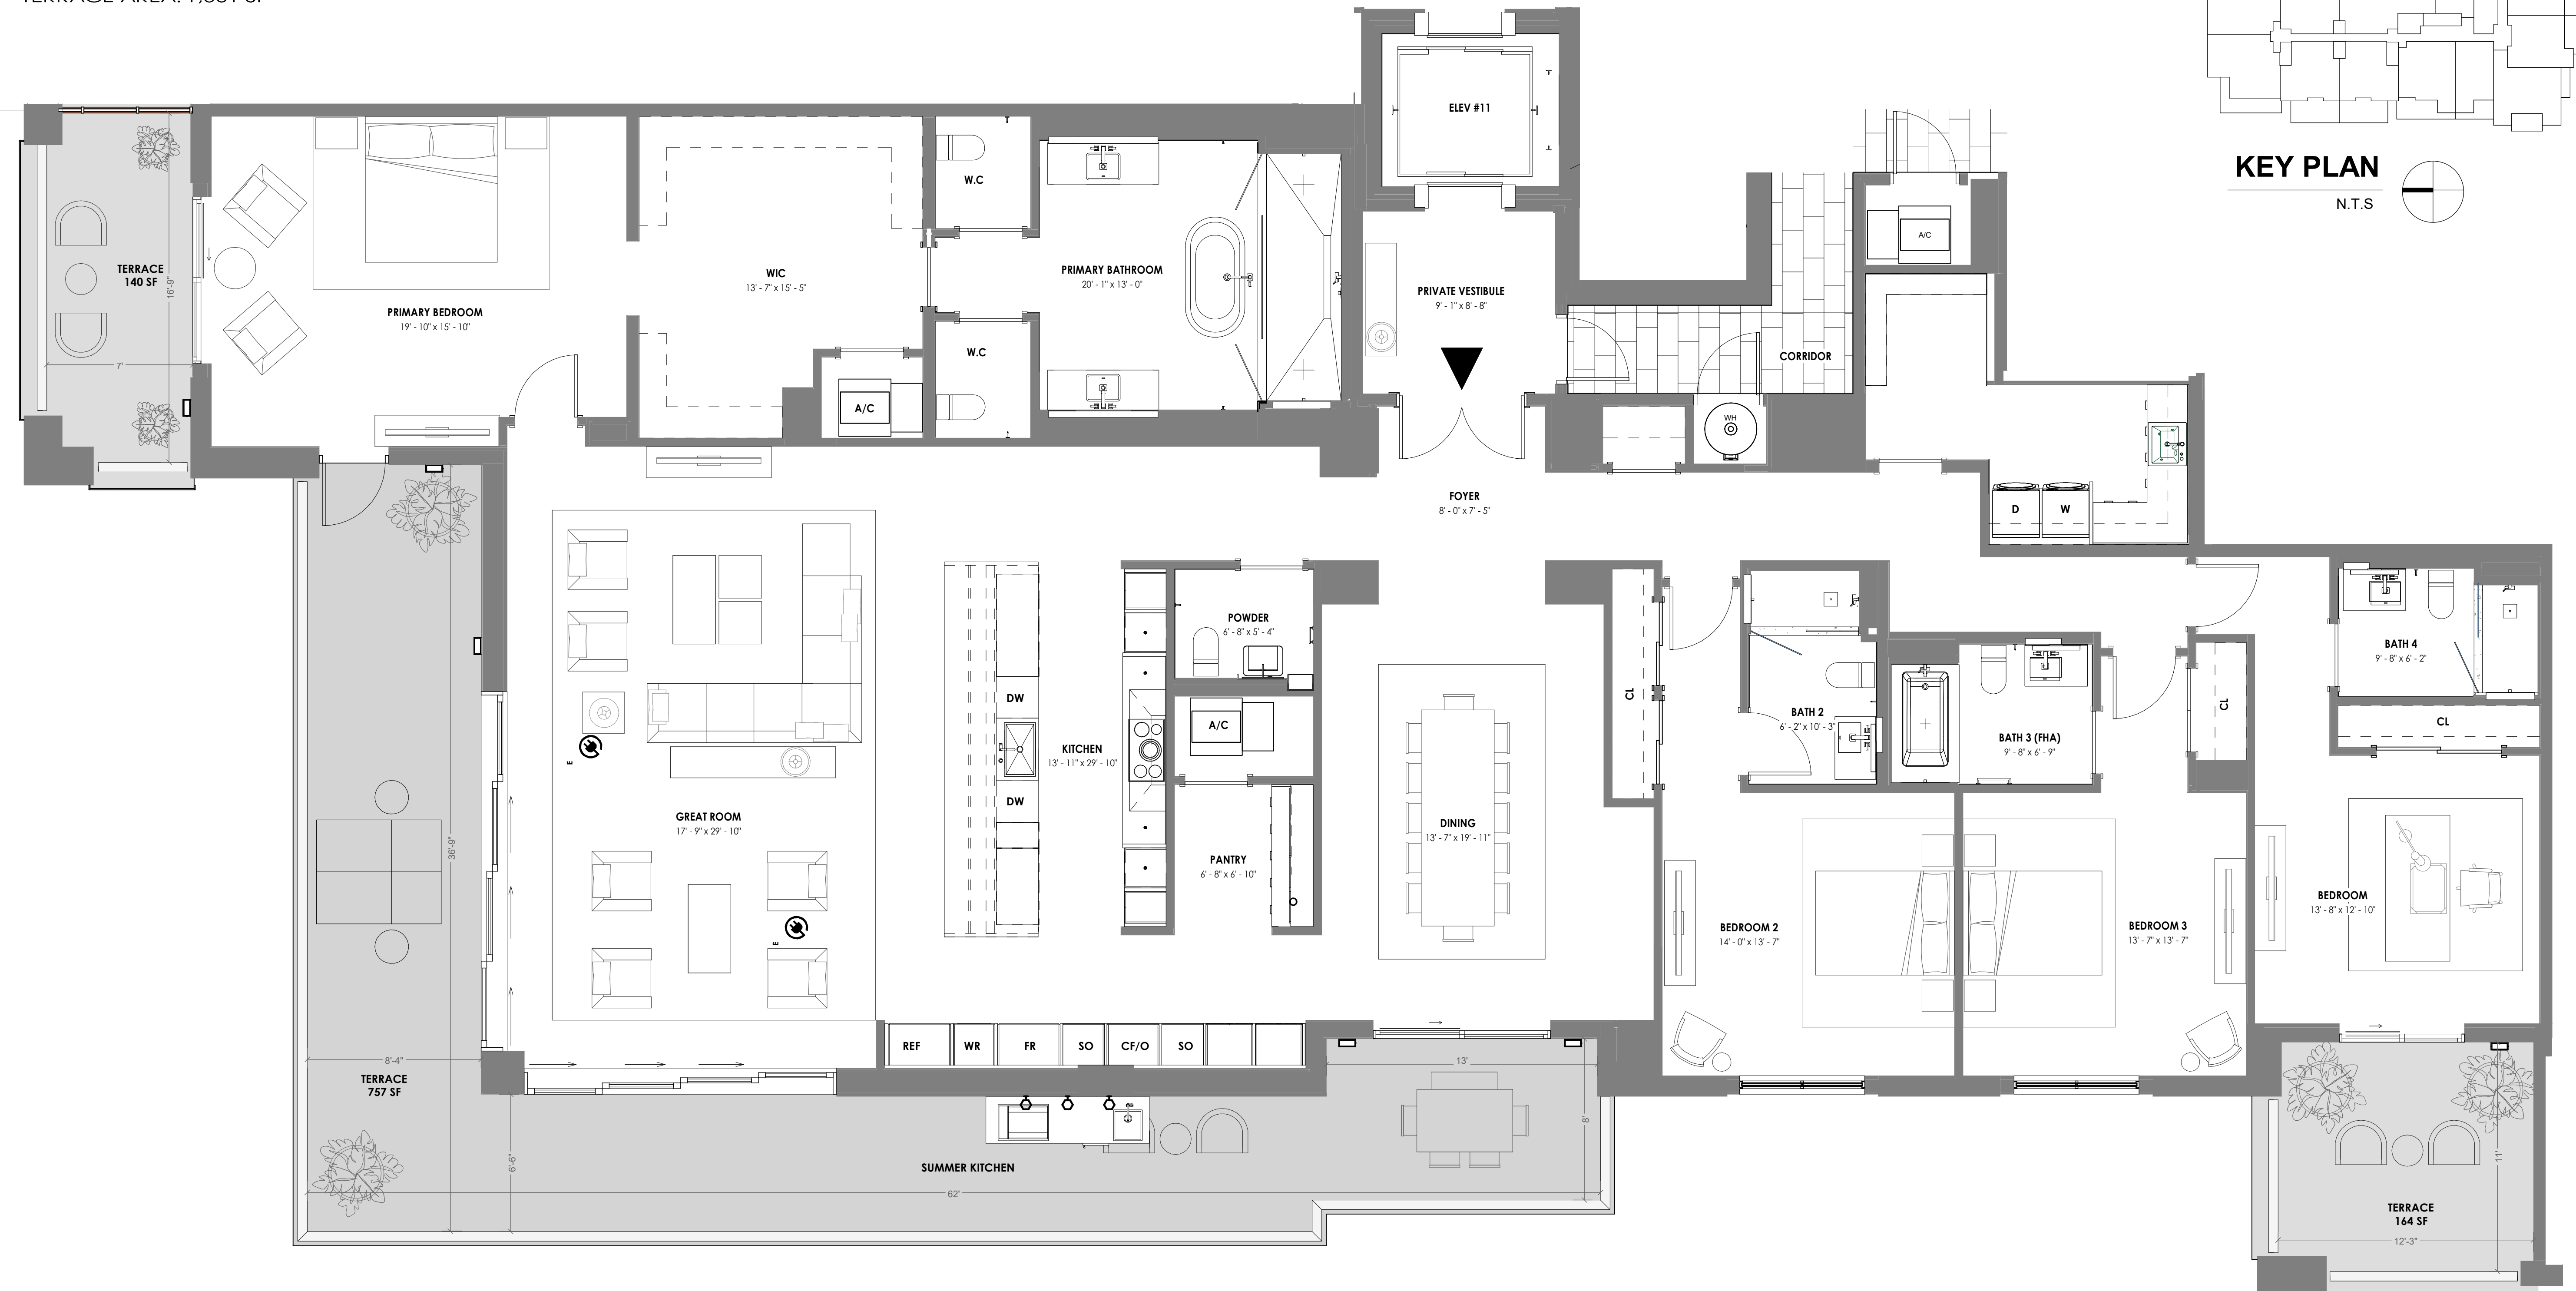 ELEV #11
KEY PLAN
N.T.S
W.C
A/C
TERRACE
140 SF
16'-9"
7'
PRIMARY BEDROOM
19' - 10" x 15' - 10"
WIC
13' - 7" x 15' - 5"
PRIMARY BATHROOM
20' - 1" x 13' - 0"
PRIVATE VESTIBULE
9' - 1" x 8' - 8"
W.C
CORRIDOR
A/C
WH
FOYER
8' - 0" x 7' - 5"
D
W
POWDER
6' - 8" x 5' - 4"
BATH 4
9' - 8" x 6' - 2"
DW
CL
CL
CL
A/C
BATH 2
6' - 2" x 10' - 3"
BATH 3 (FHA)
9' - 8" x 6' - 9"
KITCHEN
13' - 11" x 29' - 10"
E
DW
GREAT ROOM
17' - 9" x 29' - 10"
DINING
13' - 7" x 19' - 11"
36'-9"
PANTRY
6' - 8" x 6' - 10"
O
BEDROOM
13' - 8" x 12' - 10"
BEDROOM 2
14' - 0" x 13' - 7"
BEDROOM 3
13' - 7" x 13' - 7"
E
REF
WR
FR
SO
CF/O
SO
8'-4"
13'
TERRACE
757 SF
8'
6'-6"
SUMMER KITCHEN
62'
11'
TERRACE
164 SF
12'-3"